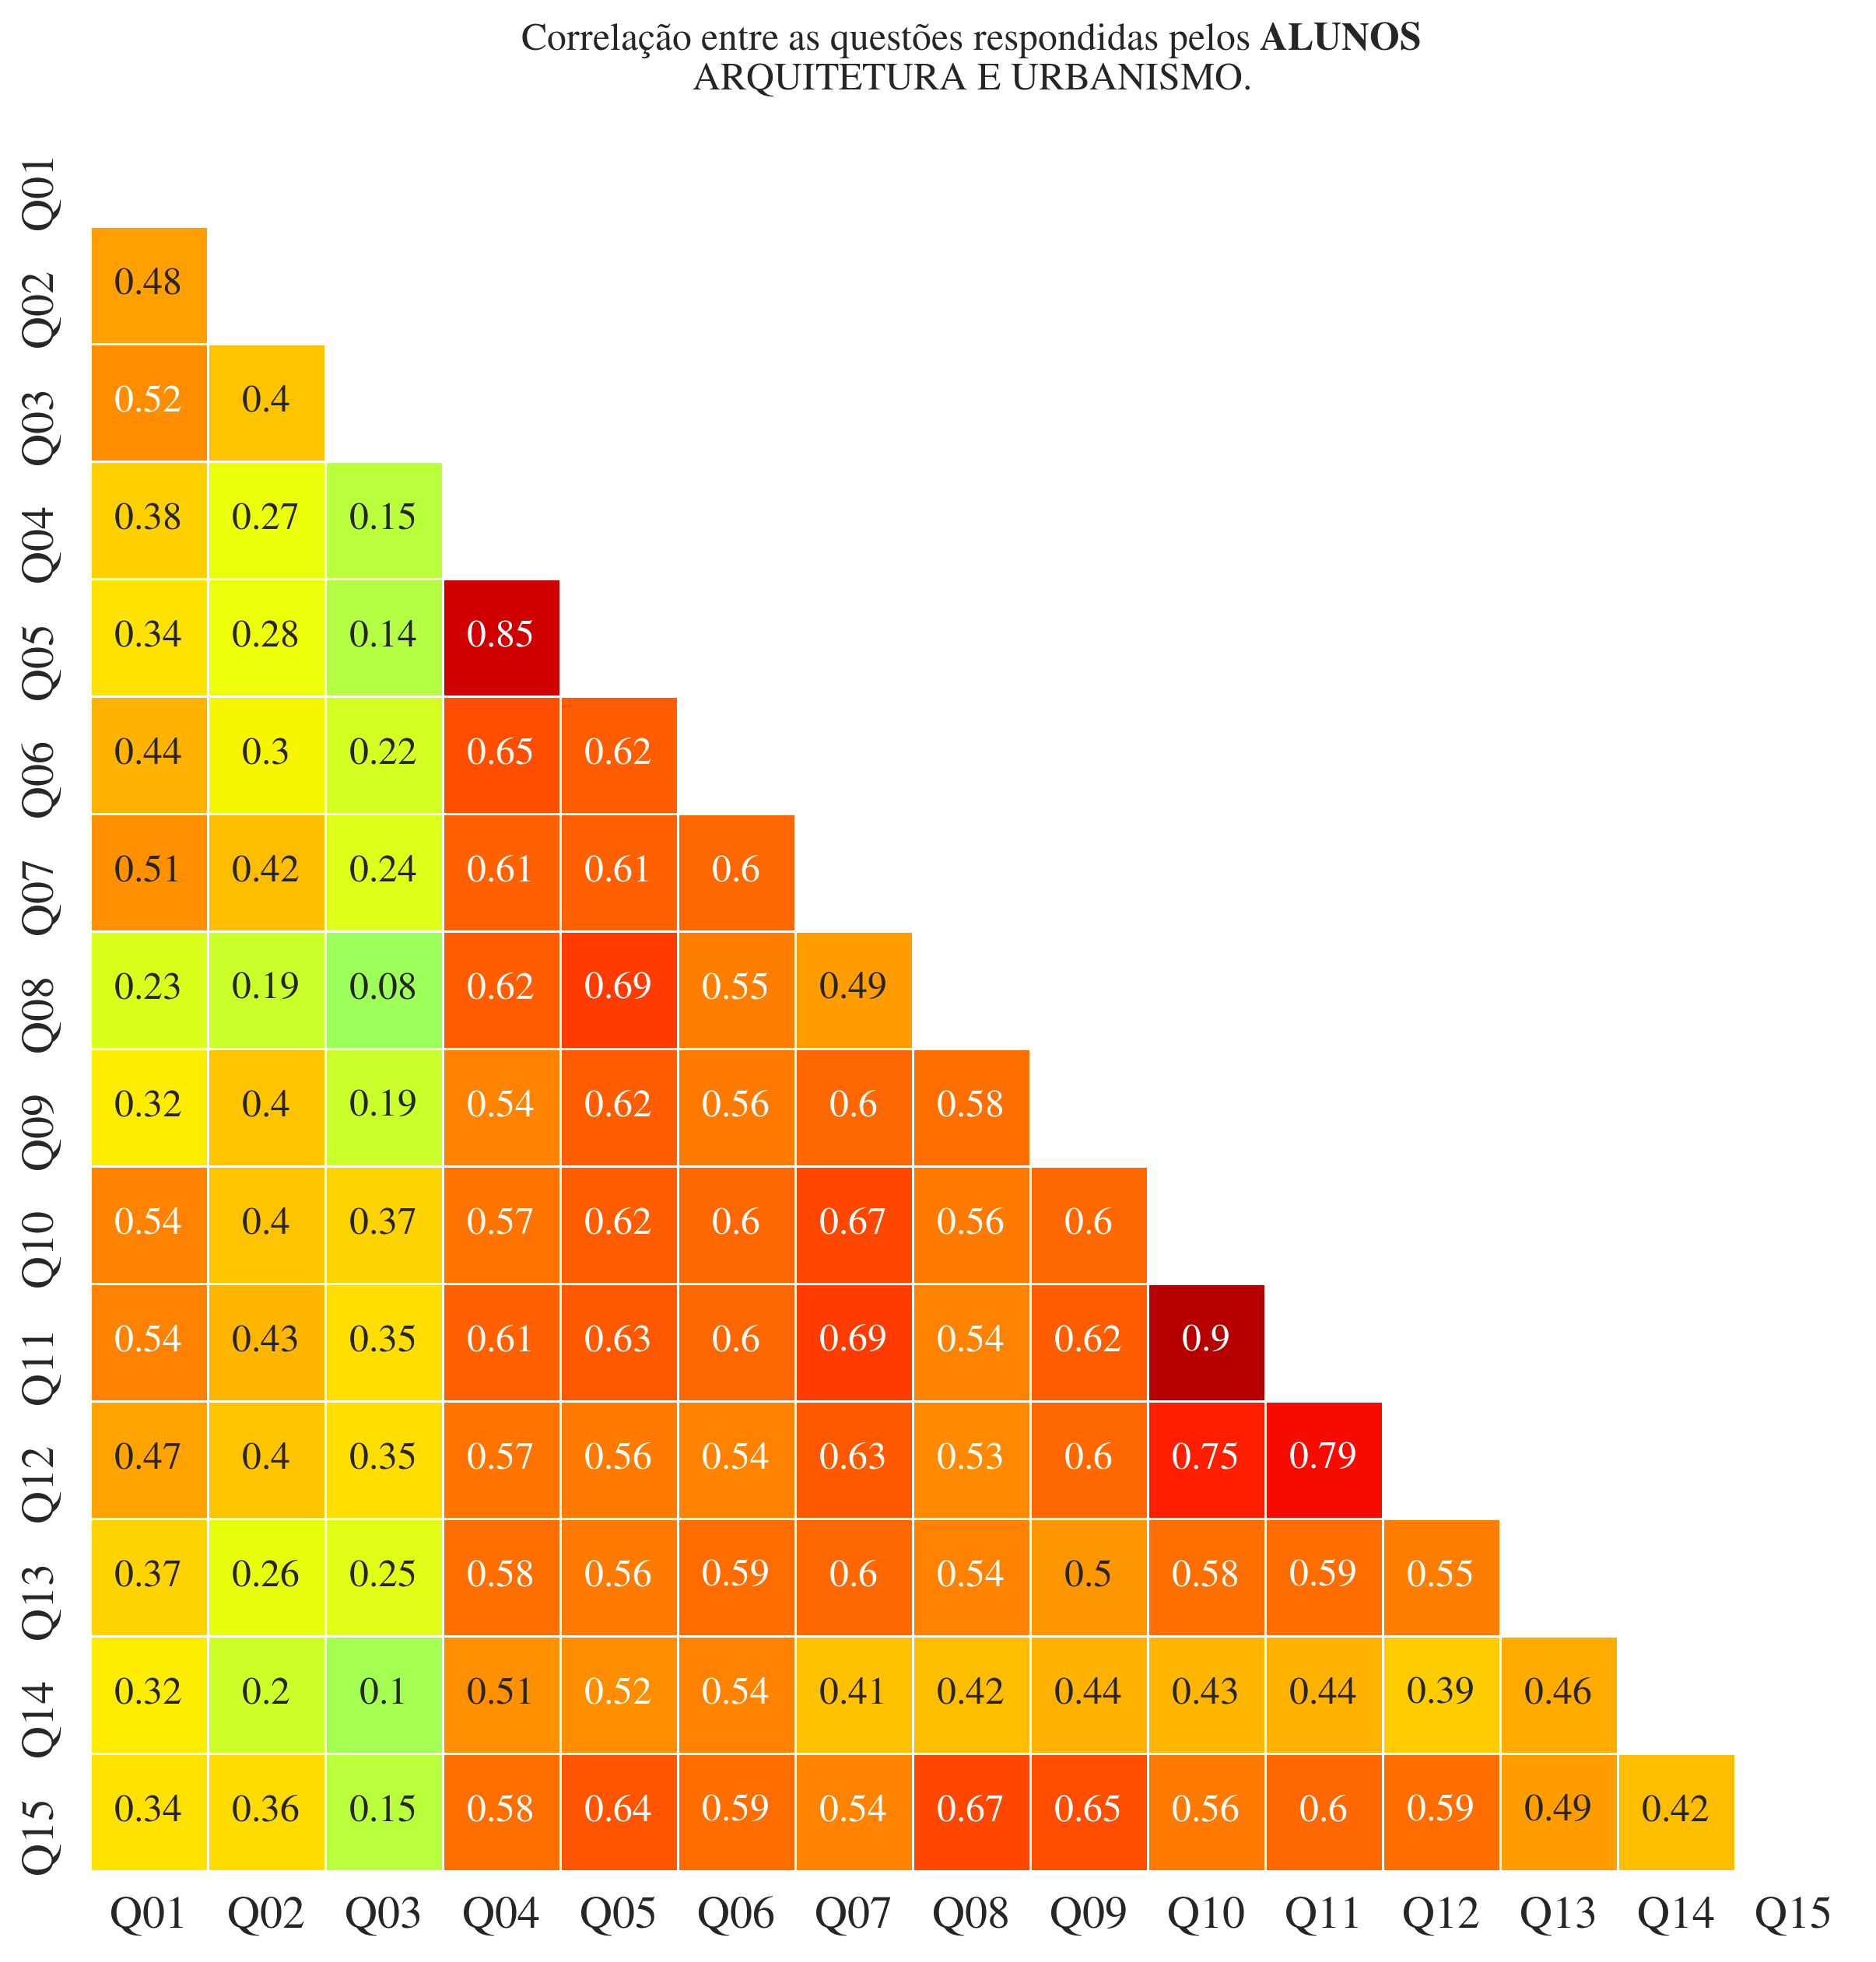 Correlação entre as questões respondidas pelos ALUNOS
ARQUITETURA E URBANISMO.
Q01
Q02 0.48
Q03 0.52 0.4
Q04 0.38 0.27 0.15
Q05 0.34 0.28 0.14 0.85
Q06 0.44 0.3 0.22 0.65 0.62
Q07 0.51 0.42 0.24 0.61 0.61 0.6
Q08 0.23 0.19 0.08 0.62 0.69 0.55 0.49
Q09 0.32 0.4 0.19 0.54 0.62 0.56 0.6 0.58
Q10 0.54 0.4 0.37 0.57 0.62 0.6 0.67 0.56 0.6
Q11 0.54 0.43 0.35 0.61 0.63 0.6 0.69 0.54 0.62 0.9
Q12 0.47 0.4 0.35 0.57 0.56 0.54 0.63 0.53 0.6 0.75 0.79
Q13 0.37 0.26 0.25 0.58 0.56 0.59 0.6 0.54 0.5 0.58 0.59 0.55
Q14 0.32 0.2 0.1 0.51 0.52 0.54 0.41 0.42 0.44 0.43 0.44 0.39 0.46
Q15 0.34 0.36 0.15 0.58 0.64 0.59 0.54 0.67 0.65 0.56 0.6 0.59 0.49 0.42
Q01 Q02 Q03 Q04 Q05 Q06 Q07 Q08 Q09 Q10 Q11 Q12 Q13 Q14 Q15